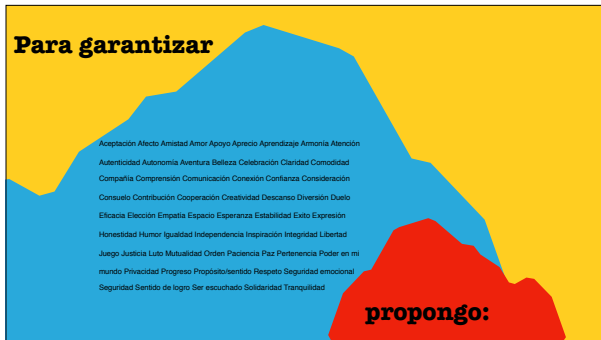 Para garantizar
Aceptación Afecto Amistad Amor Apoyo Aprecio Aprendizaje Armonía Atención
Autenticidad Autonomía Aventura Belleza Celebración Claridad Comodidad
Compañía Comprensión Comunicación Conexión Confianza Consideración
Consuelo Contribución Cooperación Creatividad Descanso Diversión Duelo
Eficacia Elección Empatía Espacio Esperanza Estabilidad Exito Expresión
Honestidad Humor Igualdad Independencia Inspiración Integridad Libertad
Juego Justicia Luto Mutualidad Orden Paciencia Paz Pertenencia Poder en mi
mundo Privacidad Progreso Propósito/sentido Respeto Seguridad emocional
Seguridad Sentido de logro Ser escuchado Solidaridad Tranquilidad
propongo: